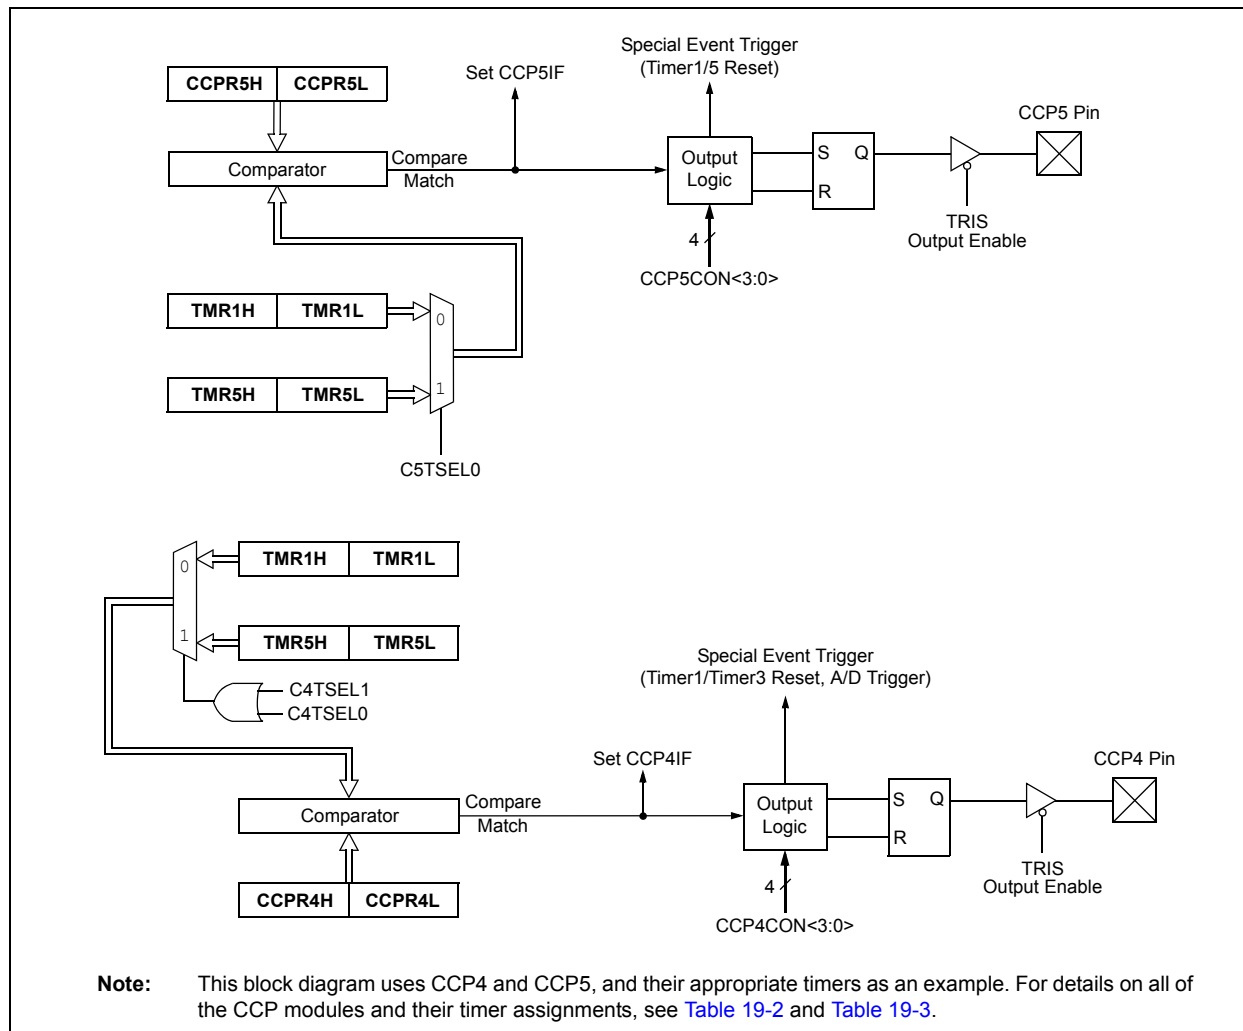 Special Event Trigger
(Timer1/5 Reset)
Set CCP5IF
CCPR5H CCPR5L
CCP5 Pin
Comparator
Compare
Match
Output
Logic
S Q
R
TRIS
Output Enable
4
CCP5CON<3:0>
TMR1H TMR1L
0
TMR5H TMR5L
1
C5TSEL0
0
TMR1H TMR1L
1
TMR5H TMR5L
C4TSEL1
C4TSEL0
Special Event Trigger
(Timer1/Timer3 Reset, A/D Trigger)
Set CCP4IF
CCP4 Pin
Comparator
Compare
Match
Output
Logic
S Q
R
TRIS
Output Enable
4
CCPR4H CCPR4L
CCP4CON<3:0>
Note: This block diagram uses CCP4 and CCP5, and their appropriate timers as an example. For details on all of
the CCP modules and their timer assignments, see Table 19-2 and Table 19-3.